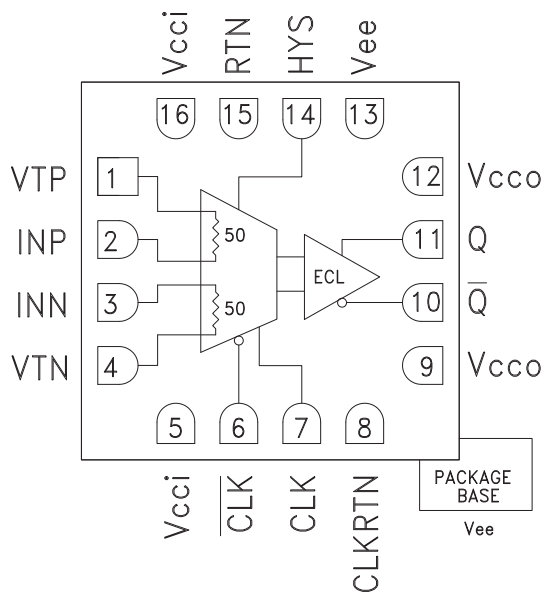 Vcci RTN HYS Vee
16 15 14 13
VTP 1 12 Vcco
INP 2 50 11 Q
ECL
INN 3 50 10 Q̅
VTN 4 9 Vcco
5 6 7 8
Vcci C̅L̅K̅ CLK CLKRTN
PACKAGE
BASE
Vee